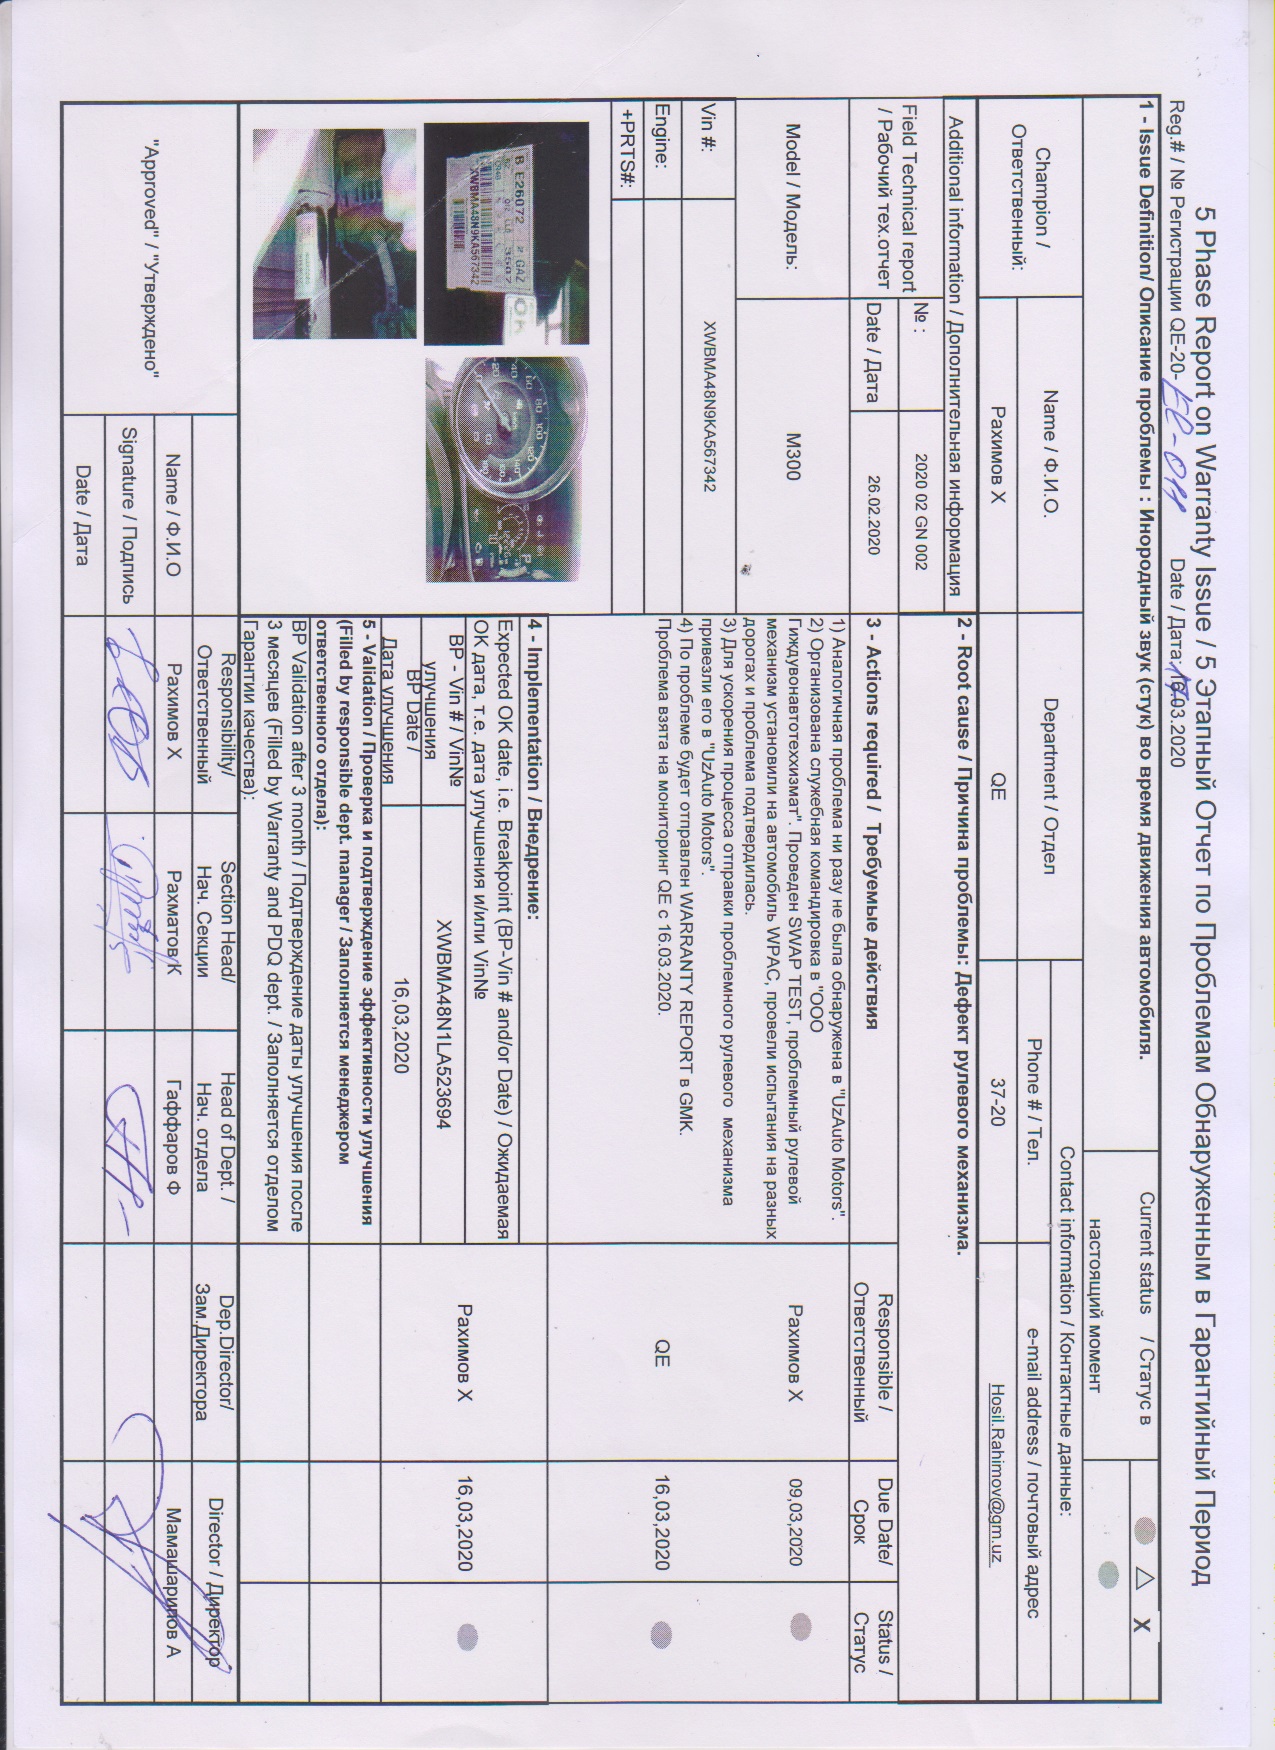 5 Phase Report on Warranty Issue / 5 Этапный Отчет по Проблемам Обнаруженным в Гарантийный Период
Reg.# / № Регистрации QE-20- Date / Дата: 17.03.2020
1 - Issue Definition/ Описание проблемы : Инородный звук (стук) во время движения автомобиля.
Current status / Статус в
настоящий момент
X
Champion /
Ответственный:
Name / Ф.И.О.
Department / Отдел
Contact information / Контактные данные:
Phone # / Тел.
e-mail address / почтовый адрес
Рахимов Х
QE
37-20
Hosil.Rahimov@gm.uz
Additional information / Дополнительная информация
2 - Root cause / Причина проблемы: Дефект рулевого механизма.
Field Technical report
/ Рабочий тех.отчет
№ :
2020 02 GN 002
Date / Дата
26.02.2020
3 - Actions required / Требуемые действия
Responsible /
Ответственный
Due Date/
Срок
Status /
Статус
Model / Модель:
M300
1) Аналогичная проблема ни разу не была обнаружена в "UzAuto Motors".
2) Организована служебная командировка в "ООО
Гиждувонавтотеххизмат". Проведен SWAP TEST, проблемный рулевой
механизм установили на автомобиль WPAC, провели испытания на разных
дорогах и проблема подтвердилась.
3) Для ускорения процесса отправки проблемного рулевого механизма
привезли его в "UzAuto Motors".
4) По проблеме будет отправлен WARRANTY REPORT в GMK.
Проблема взята на мониторинг QE с 16.03.2020.
Рахимов Х
09,03,2020
QE
16,03,2020
Vin #:
XWBMA48N9KA567342
Engine:
+PRTS#:
B E26072 GAZ
3507
XWBMA48N9KA567342
OK
4 - Implementation / Внедрение:
Expected OK date, i.e. Breakpoint (BP-Vin # and/or Date) / Ожидаемая
ОК дата, т.е. дата улучшения и/или Vin№
BP - Vin # / Vin№
улучшения
XWBMA48N1LA523694
BP Date /
Дата улучшения
16,03,2020
Рахимов Х
16,03,2020
5 - Validation / Проверка и подтверждение эффективности улучшения
(Filled by responsible dept. manager / Заполняется менеджером
ответственного отдела):
BP Validation after 3 month / Подтверждение даты улучшения после
3 месяцев (Filled by Warranty and PDQ dept. / Заполняется отделом
Гарантии качества):
"Approved" / "Утверждено"
Responsibility/
Ответственный
Section Head/
Нач. Секции
Head of Dept. /
Нач. отдела
Dep.Director/
Зам.Директора
Director / Директор
Name / Ф.И.О
Рахимов Х
Рахматов К
Гаффаров Ф
Мамашарипов А
Signature / Подпись
Date / Дата